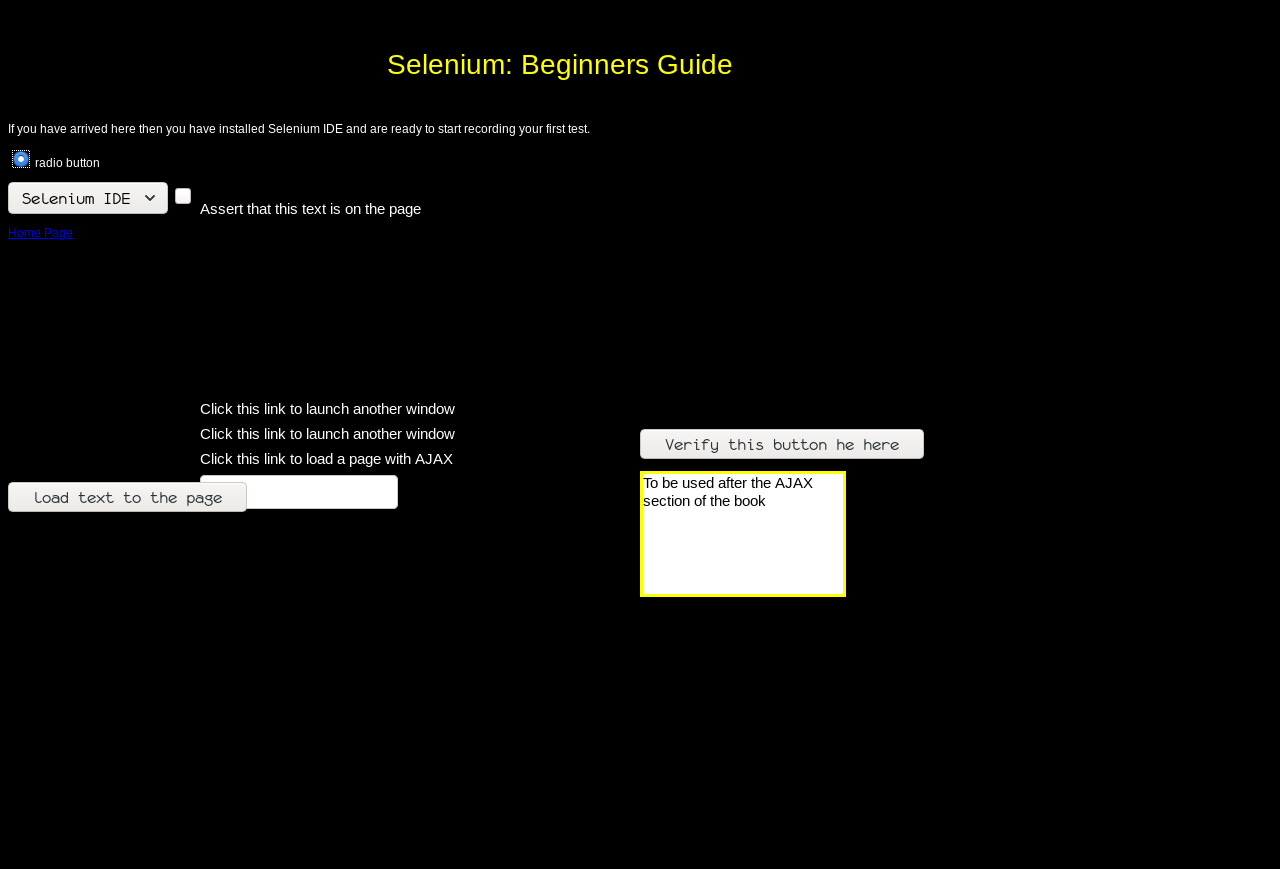 Selenium: Beginners Guide
If you have arrived here then you have installed Selenium IDE and are ready to start recording your first test.
radio button
Selenium IDE
Assert that this text is on the page
Home Page
Click this link to launch another window
Click this link to launch another window
Verify this button he here
Click this link to load a page with AJAX
To be used after the AJAX
section of the book
Load text to the page